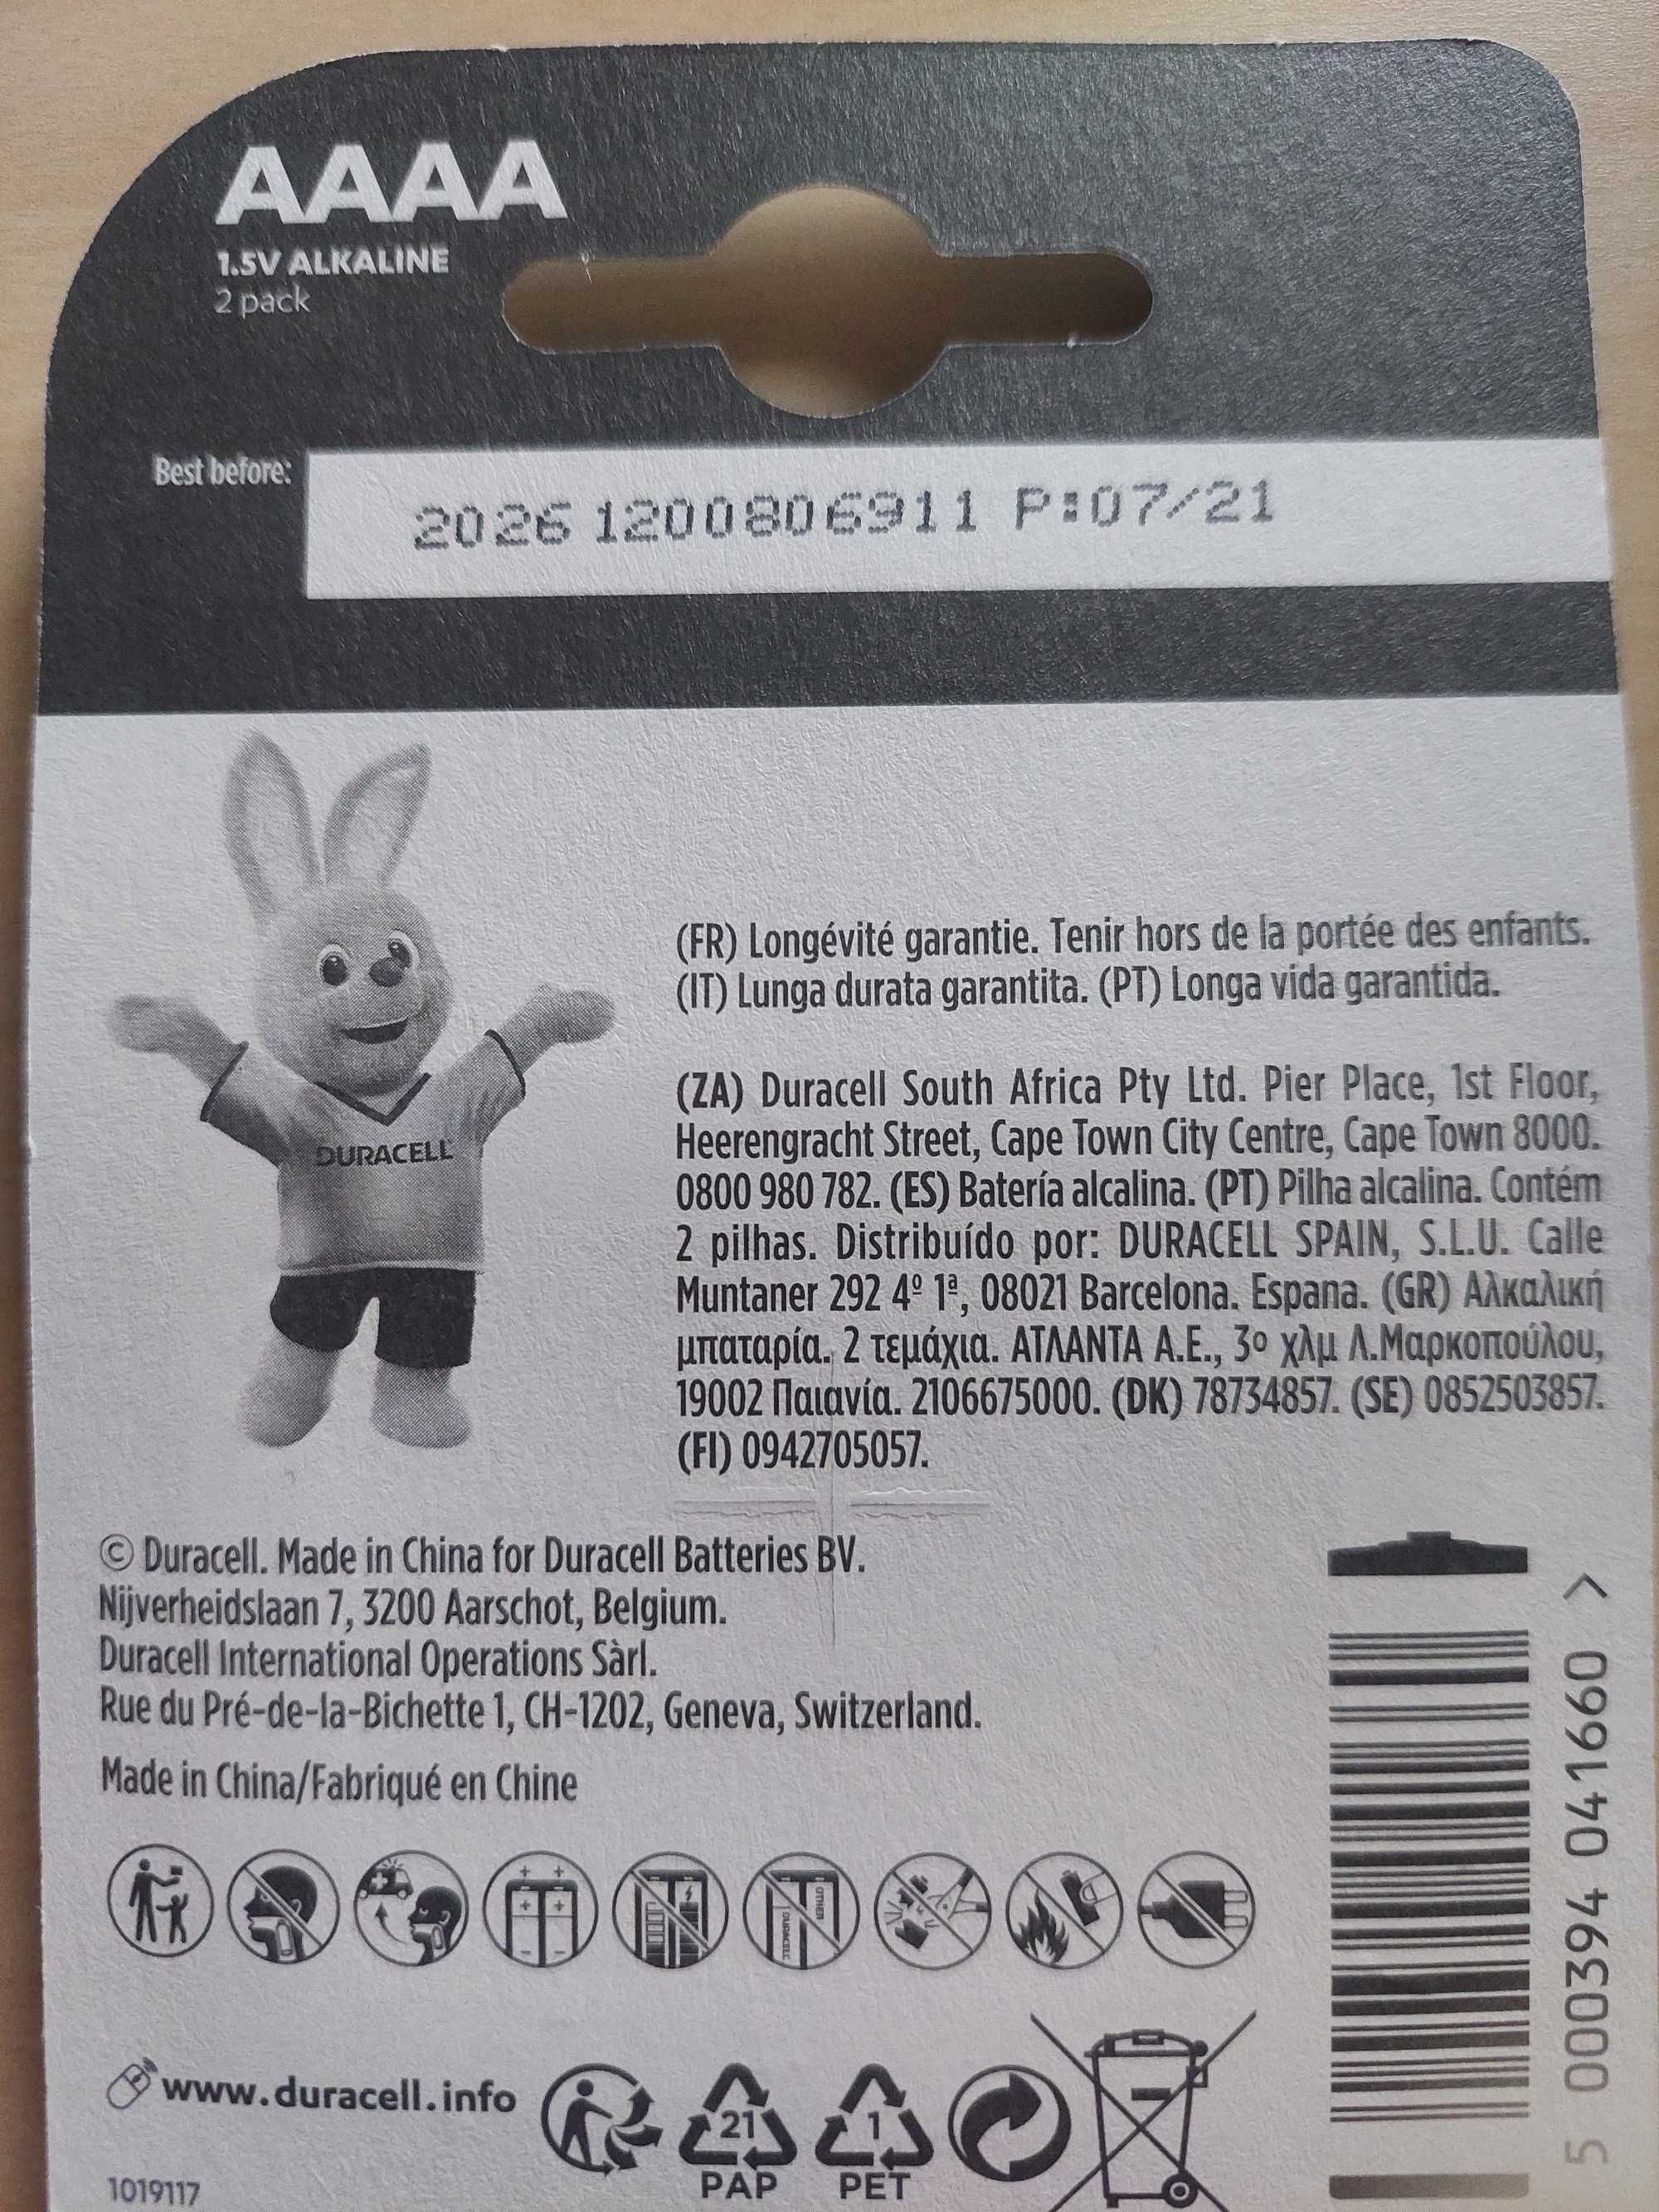 AAAA
1.5V ALKALINE
2 pack
Best before:
2026 1200806911 P:07/21
DURACELL
(FR) Longévité garantie. Tenir hors de la portée des enfants.
(IT) Lunga durata garantita. (PT) Longa vida garantida.
(ZA) Duracell South Africa Pty Ltd. Pier Place, 1st Floor,
Heerengracht Street, Cape Town City Centre, Cape Town 8000.
0800 980 782. (ES) Batería alcalina. (PT) Pilha alcalina. Contém
2 pilhas. Distribuído por: DURACELL SPAIN, S.L.U. Calle
Muntaner 292 4º 1ª, 08021 Barcelona. Espana. (GR) Αλκαλική
μπαταρία. 2 τεμάχια. ΑΤΛΑΝΤΑ Α.Ε., 3ο χλμ Λ.Μαρκοπούλου,
19002 Παιανία. 2106675000. (DK) 78734857. (SE) 0852503857.
(FI) 0942705057.
© Duracell. Made in China for Duracell Batteries BV.
Nijverheidslaan 7, 3200 Aarschot, Belgium.
Duracell International Operations Sàrl.
Rue du Pré-de-la-Bichette 1, CH-1202, Geneva, Switzerland.
Made in China/Fabriqué en Chine
DURACELL
OTHER
www.duracell.info
21
PAP
1
PET
1019117
5 000394 041660 >